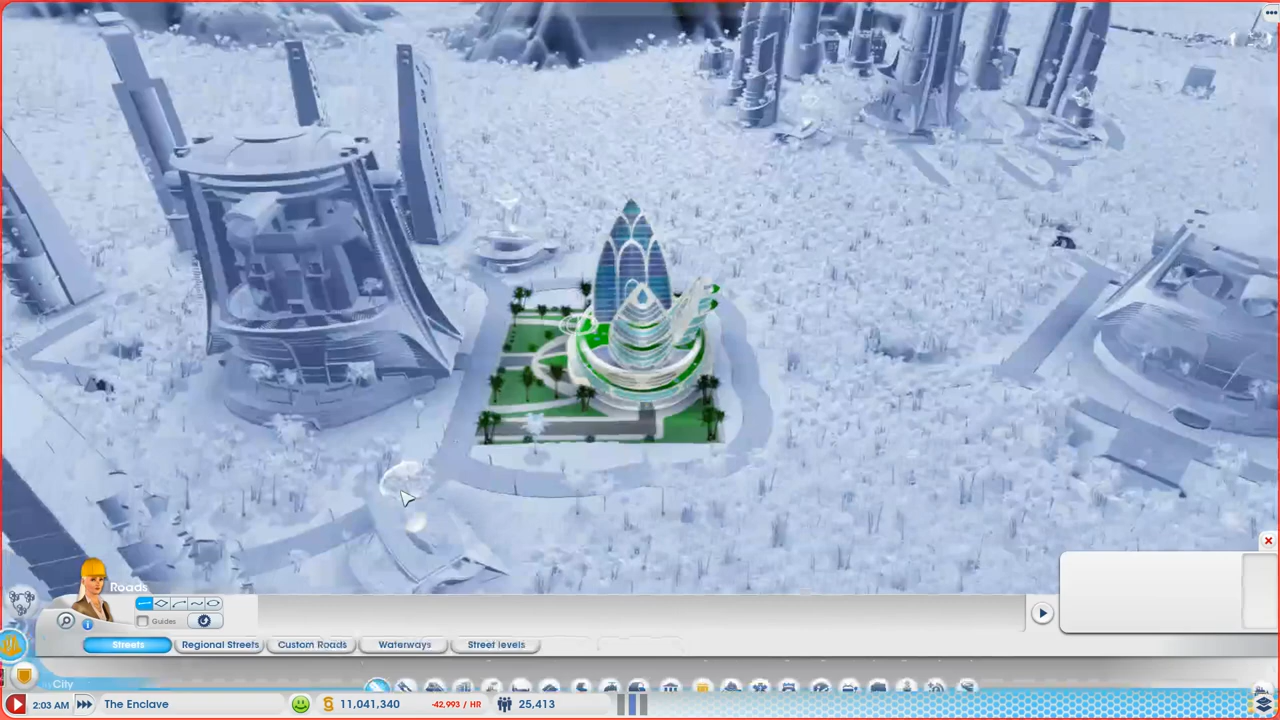 Roads
Guides
Streets
Regional Streets
Custom Roads
Waterways
Street levels
City
2:03 AM
The Enclave
11,041,340
-42,993 / HR
25,413